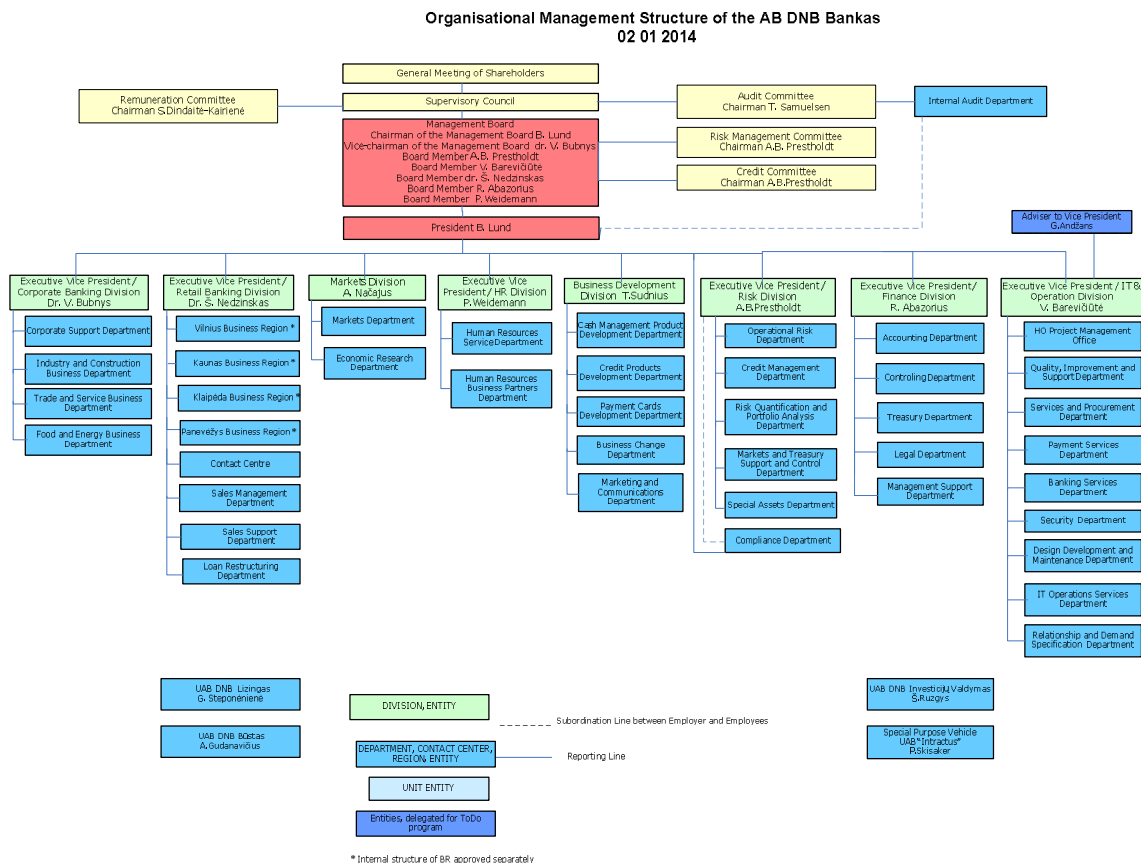 Organisational Management Structure of the AB DNB Bankas
02 01 2014
General Meeting of Shareholders
Remuneration Committee
Chairman S.Dindaitė-Kairienė
Supervisory Council
Audit Committee
Chairman T. Samuelsen
Internal Audit Department
Management Board
Chairman of the Management Board B. Lund
Vice-chairman of the Management Board dr. V. Bubnys
Board Member A.B. Prestholdt
Board Member V. Barevičiūtė
Board Member dr. Š. Nedzinskas
Board Member R. Abazorius
Board Member P. Weidemann
Risk Management Committee
Chairman A.B. Prestholdt
Credit Committee
Chairman A.B.Prestholdt
President B. Lund
Adviser to Vice President
G.Andžans
Executive Vice President/
Corporate Banking Division
Dr. V. Bubnys
Corporate Support Department
Industry and Construction
Business Department
Trade and Service Business
Department
Food and Energy Business
Department
Executive Vice President/
Retail Banking Division
Dr. Š. Nedzinskas
Vilnius Business Region *
Kaunas Business Region *
Klaipėda Business Region *
Panevėžys Business Region *
Contact Centre
Sales Management
Department
Sales Support
Department
Loan Restructuring
Department
Markets Division
A. Načajus
Markets Department
Economic Research
Department
Executive Vice
President/ HR Division
P.Weidemann
Human Resources
Service Department
Human Resources
Business Partners
Department
Business Development
Division T.Sudnius
Cash Management Product
Development Department
Credit Products
Development Department
Payment Cards
Development Department
Business Change
Department
Marketing and
Communications Department
Executive Vice President/
Risk Division
A.B.Prestholdt
Operational Risk
Department
Credit Management
Department
Risk Quantification and
Portfolio Analysis
Department
Markets and Treasury
Support and Control
Department
Special Assets Department
Compliance Department
Executive Vice President/
Finance Division
R. Abazorius
Accounting Department
Controling Department
Treasury Department
Legal Department
Management Support
Department
Executive Vice President/ IT&
Operation Division
V. Barevičiūtė
HO Project Management
Office
Quality, Improvement and
Support Department
Services and Procurement
Department
Payment Services
Department
Banking Services
Department
Security Department
Design Development and
Maintenance Department
IT Operations Services
Department
Relationship and Demand
Specification Department
UAB DNB Lizingas
G. Steponėnienė
UAB DNB Būstas
A.Gudanavičius
DIVISION, ENTITY
DEPARTMENT, CONTACT CENTER,
REGION, ENTITY
UNIT ENTITY
Entities, delegated for ToDo
program
Subordination Line between Employer and Employees
Reporting Line
UAB DNB Investicijų Valdymas
Š.Ruzgys
Special Purpose Vehicle
UAB "Intractus"
P.Skisaker
* Internal structure of BR approved separately